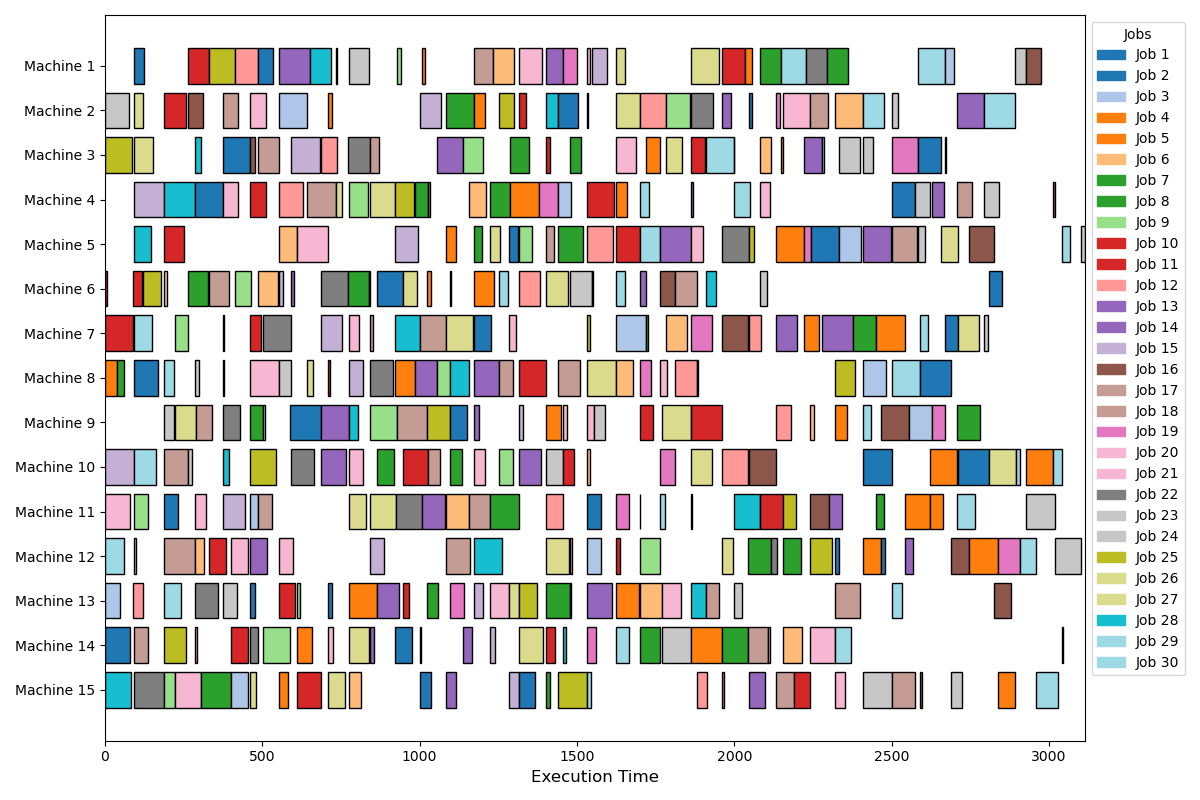 Machine 1
Machine 2
Machine 3
Machine 4
Machine 5
Machine 6
Machine 7
Machine 8
Machine 9
Machine 10
Machine 11
Machine 12
Machine 13
Machine 14
Machine 15
0 500 1000 1500 2000 2500 3000
Execution Time
Jobs
Job 1
Job 2
Job 3
Job 4
Job 5
Job 6
Job 7
Job 8
Job 9
Job 10
Job 11
Job 12
Job 13
Job 14
Job 15
Job 16
Job 17
Job 18
Job 19
Job 20
Job 21
Job 22
Job 23
Job 24
Job 25
Job 26
Job 27
Job 28
Job 29
Job 30